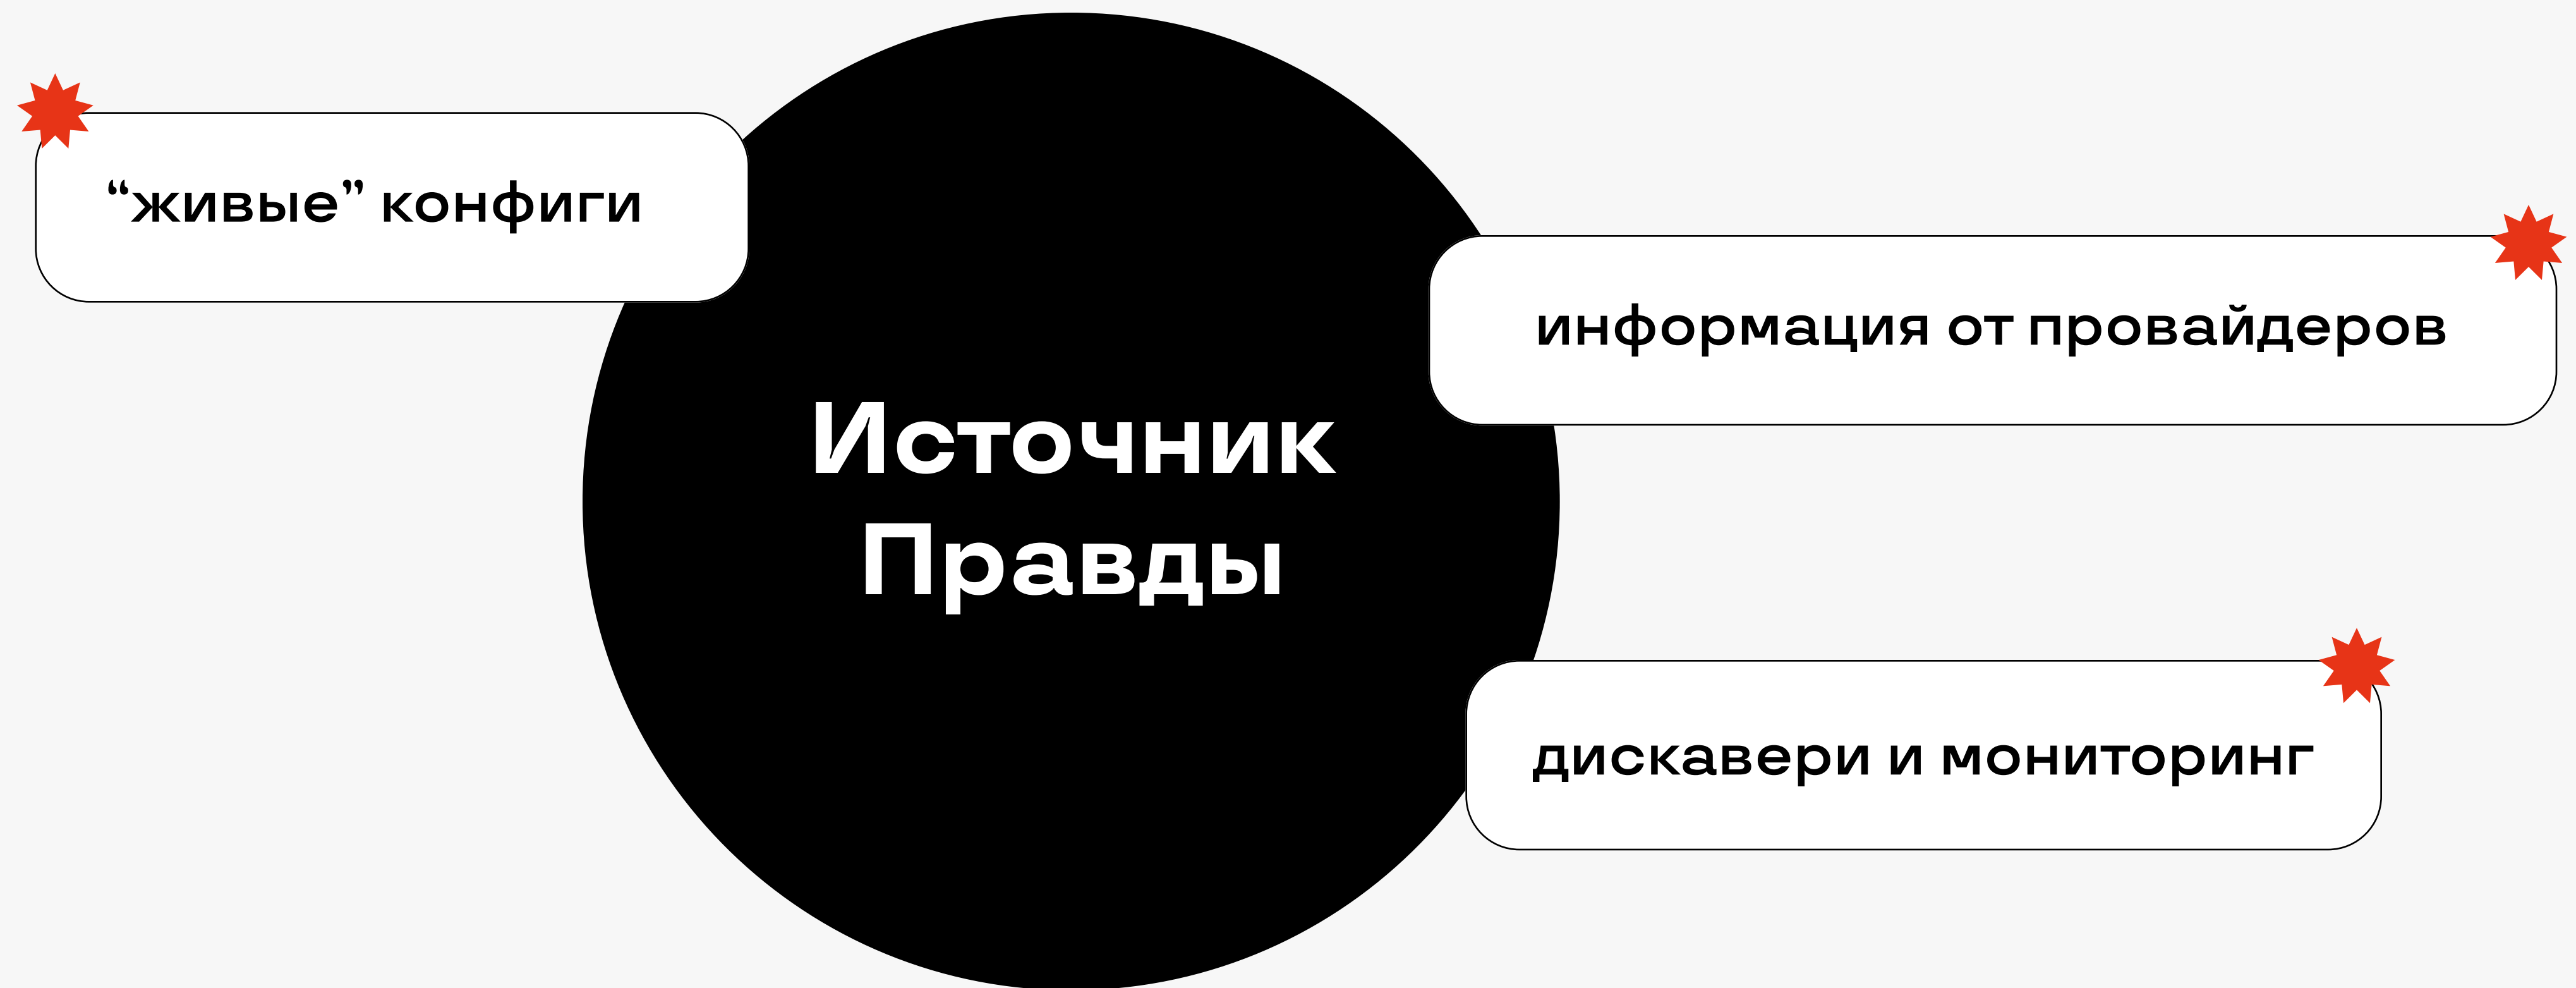 “живые” конфиги
информация от провайдеров
Источник
Правды
дискавери и мониторинг